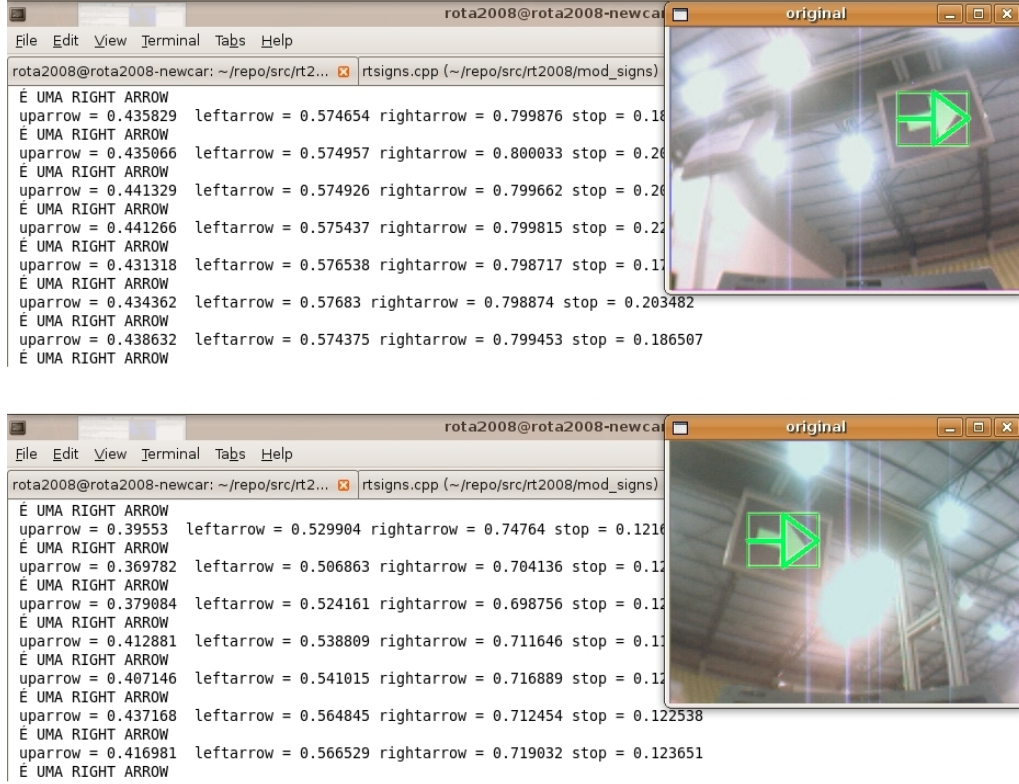 rota2008@rota2008-newcar
original
File Edit View Terminal Tabs Help
rota2008@rota2008-newcar: ~/repo/src/rt2... rtsigns.cpp (~/repo/src/rt2008/mod_signs)
É UMA RIGHT ARROW
uparrow = 0.435829 leftarrow = 0.574654 rightarrow = 0.799876 stop = 0.18
É UMA RIGHT ARROW
uparrow = 0.435066 leftarrow = 0.574957 rightarrow = 0.800033 stop = 0.20
É UMA RIGHT ARROW
uparrow = 0.441329 leftarrow = 0.574926 rightarrow = 0.799662 stop = 0.20
É UMA RIGHT ARROW
uparrow = 0.441266 leftarrow = 0.575437 rightarrow = 0.799815 stop = 0.22
É UMA RIGHT ARROW
uparrow = 0.431318 leftarrow = 0.576538 rightarrow = 0.798717 stop = 0.17
É UMA RIGHT ARROW
uparrow = 0.434362 leftarrow = 0.57683 rightarrow = 0.798874 stop = 0.203482
É UMA RIGHT ARROW
uparrow = 0.438632 leftarrow = 0.574375 rightarrow = 0.799453 stop = 0.186507
É UMA RIGHT ARROW
rota2008@rota2008-newcar
original
File Edit View Terminal Tabs Help
rota2008@rota2008-newcar: ~/repo/src/rt2... rtsigns.cpp (~/repo/src/rt2008/mod_signs)
É UMA RIGHT ARROW
uparrow = 0.39553 leftarrow = 0.529904 rightarrow = 0.74764 stop = 0.1216
É UMA RIGHT ARROW
uparrow = 0.369782 leftarrow = 0.506863 rightarrow = 0.704136 stop = 0.12
É UMA RIGHT ARROW
uparrow = 0.379084 leftarrow = 0.524161 rightarrow = 0.698756 stop = 0.12
É UMA RIGHT ARROW
uparrow = 0.412881 leftarrow = 0.538809 rightarrow = 0.711646 stop = 0.11
É UMA RIGHT ARROW
uparrow = 0.407146 leftarrow = 0.541015 rightarrow = 0.716889 stop = 0.12
É UMA RIGHT ARROW
uparrow = 0.437168 leftarrow = 0.564845 rightarrow = 0.712454 stop = 0.122538
É UMA RIGHT ARROW
uparrow = 0.416981 leftarrow = 0.566529 rightarrow = 0.719032 stop = 0.123651
É UMA RIGHT ARROW